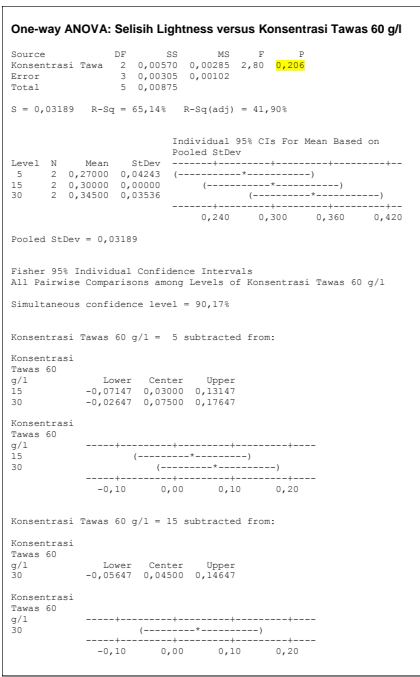 One-way ANOVA: Selisih Lightness versus Konsentrasi Tawas 60 g/l
Source            DF       SS       MS     F      P
Konsentrasi Tawa   2  0,00570  0,00285  2,80  0,206
Error              3  0,00305  0,00102
Total              5  0,00875
S = 0,03189   R-Sq = 65,14%   R-Sq(adj) = 41,90%
Individual 95% CIs For Mean Based on
Pooled StDev
Level  N     Mean    StDev  -------+---------+---------+---------+--
 5     2  0,27000  0,04243  (-----------*-----------)
15     2  0,30000  0,00000      (-----------*-----------)
30     2  0,34500  0,03536             (-----------*-----------)
-------+---------+---------+---------+--
0,240     0,300     0,360     0,420
Pooled StDev = 0,03189
Fisher 95% Individual Confidence Intervals
All Pairwise Comparisons among Levels of Konsentrasi Tawas 60 g/l
Simultaneous confidence level = 90,17%
Konsentrasi Tawas 60 g/l =  5 subtracted from:
Konsentrasi
Tawas 60
g/l             Lower   Center    Upper
15           -0,07147  0,03000  0,13147
30           -0,02647  0,07500  0,17647
Konsentrasi
Tawas 60
g/l          -----+---------+---------+---------+----
15                   (---------*---------)
30                       (---------*----------)
-----+---------+---------+---------+----
-0,10      0,00      0,10      0,20
Konsentrasi Tawas 60 g/l = 15 subtracted from:
Konsentrasi
Tawas 60
g/l             Lower   Center    Upper
30           -0,05647  0,04500  0,14647
Konsentrasi
Tawas 60
g/l          -----+---------+---------+---------+----
30                    (---------*----------)
-----+---------+---------+---------+----
-0,10      0,00      0,10      0,20